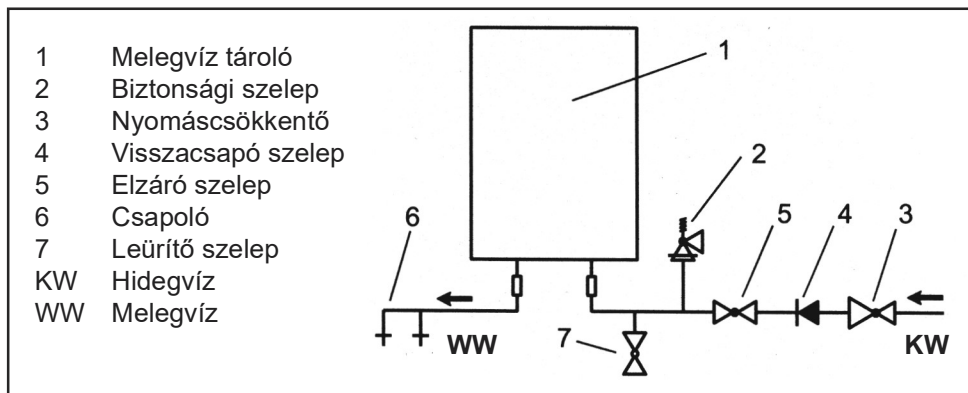 1 Melegvíz tároló
2 Biztonsági szelep
3 Nyomáscsökkentő
4 Visszacsapó szelep
5 Elzáró szelep
6 Csapoló
7 Leürítő szelep
KW Hidegvíz
WW Melegvíz
1
2
6
5
4
3
WW
7
KW